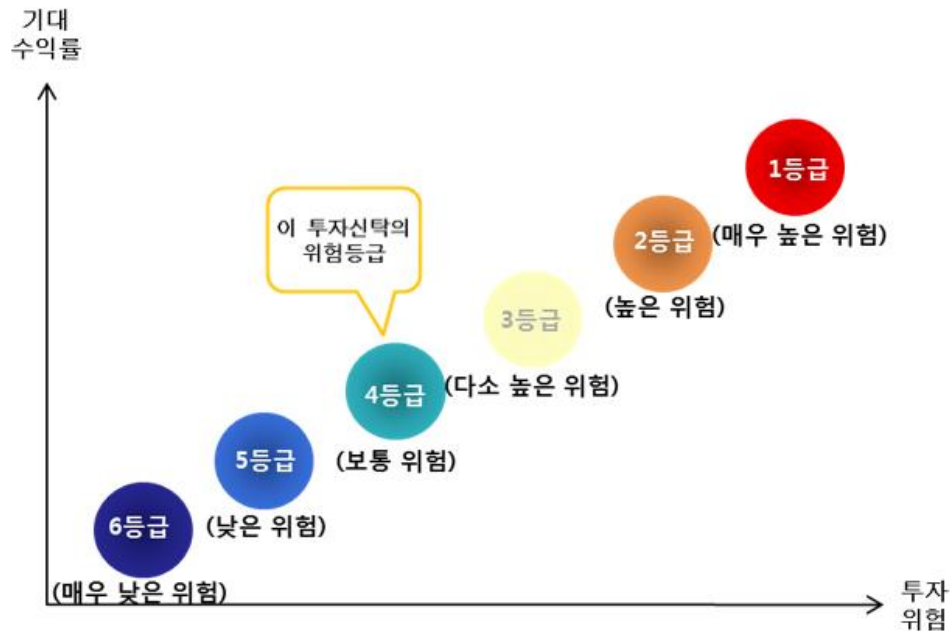 기대
수익률
1등급
(매우 높은 위험)
2등급
(높은 위험)
이 투자신탁의
위험등급
3등급
(다소 높은 위험)
4등급
(보통 위험)
5등급
(낮은 위험)
6등급
(매우 낮은 위험)
투자
위험